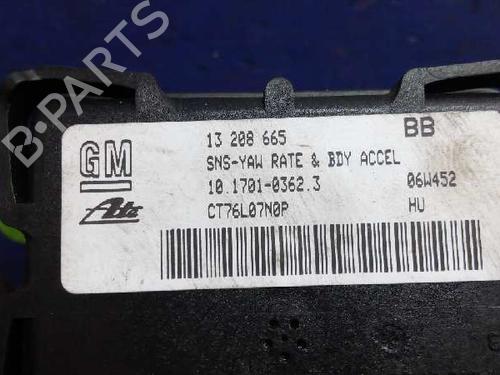 B-PARTS
GM
13 208 665 BB
SNS-YAW RATE & BDY ACCEL
10.1701-0362.3 06W452
Ate CT76L07N0P HU